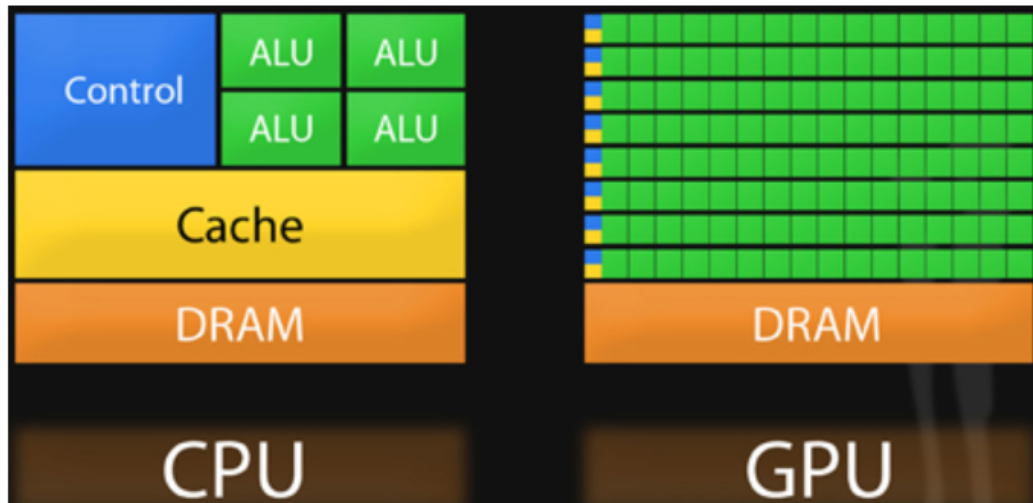 Control
ALU ALU
ALU ALU
Cache
DRAM
CPU
DRAM
GPU